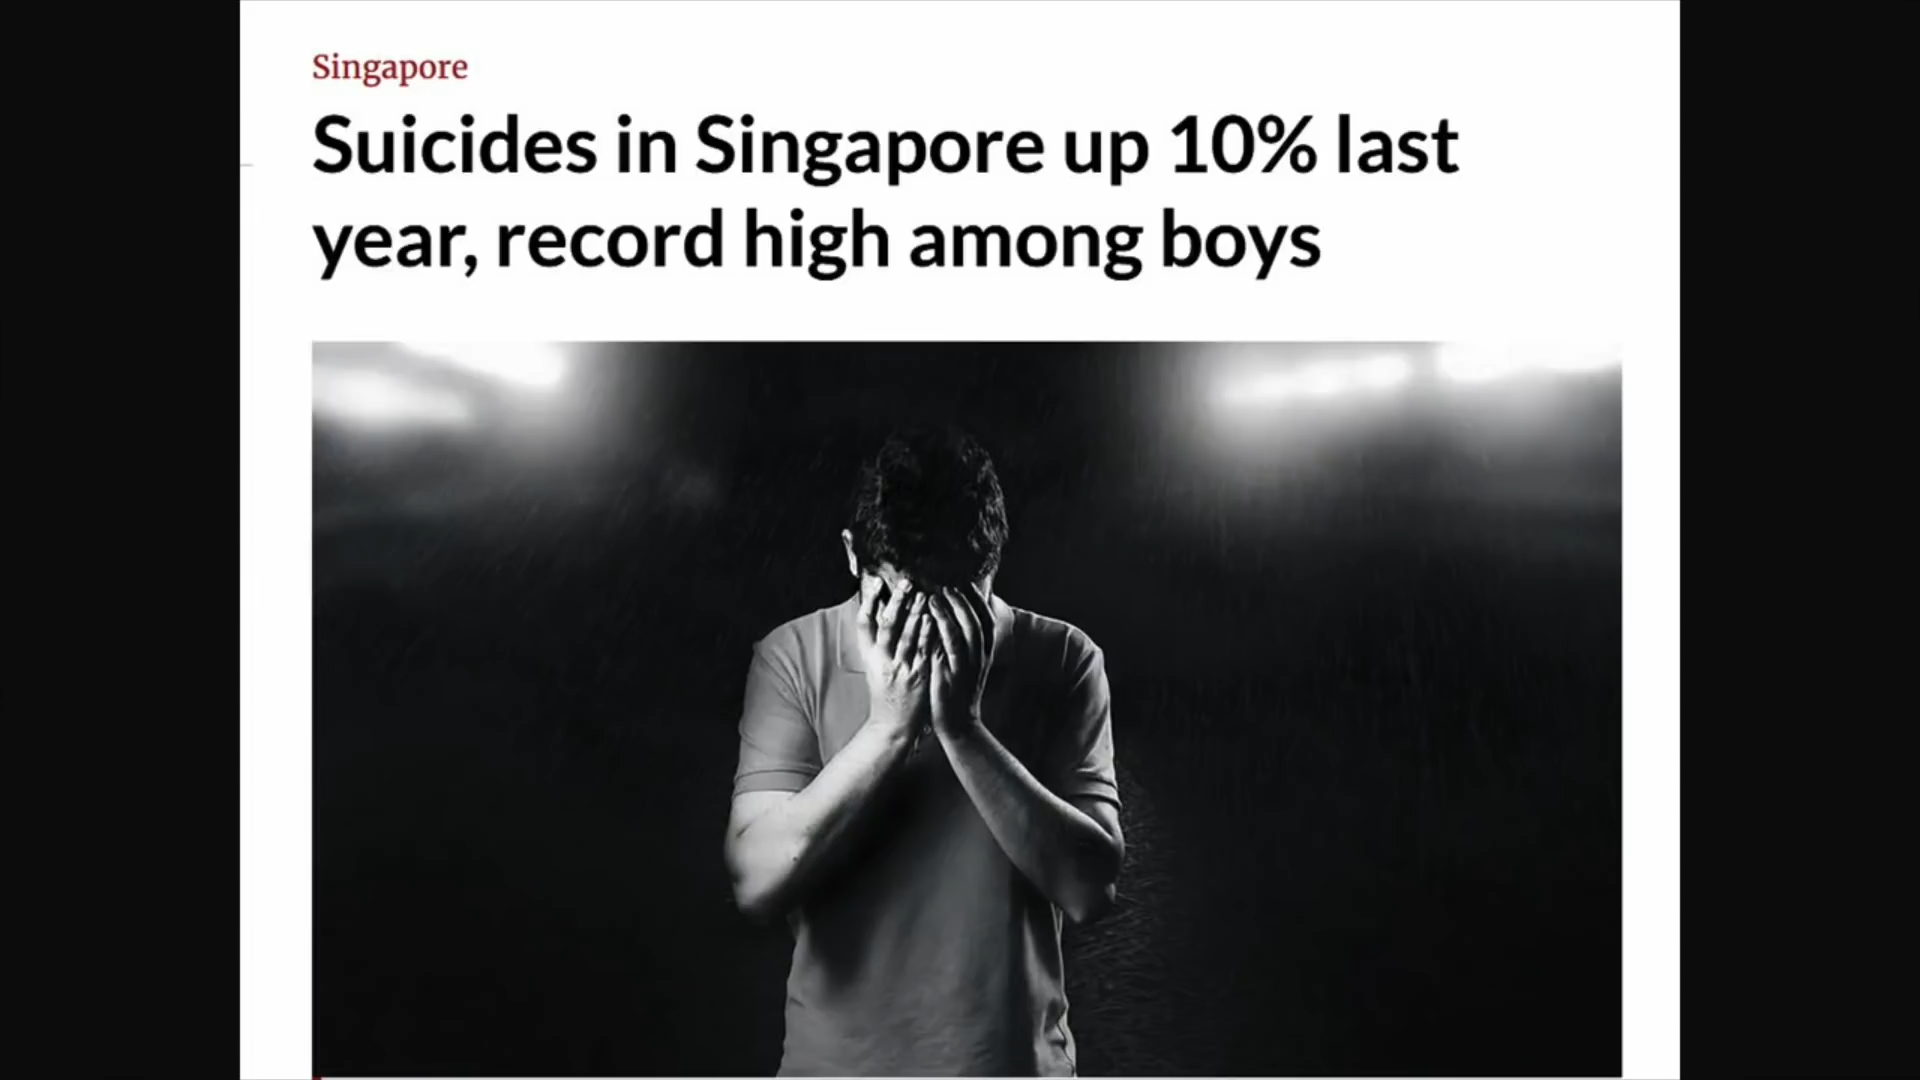 Singapore
Suicides in Singapore up 10% last
year, record high among boys